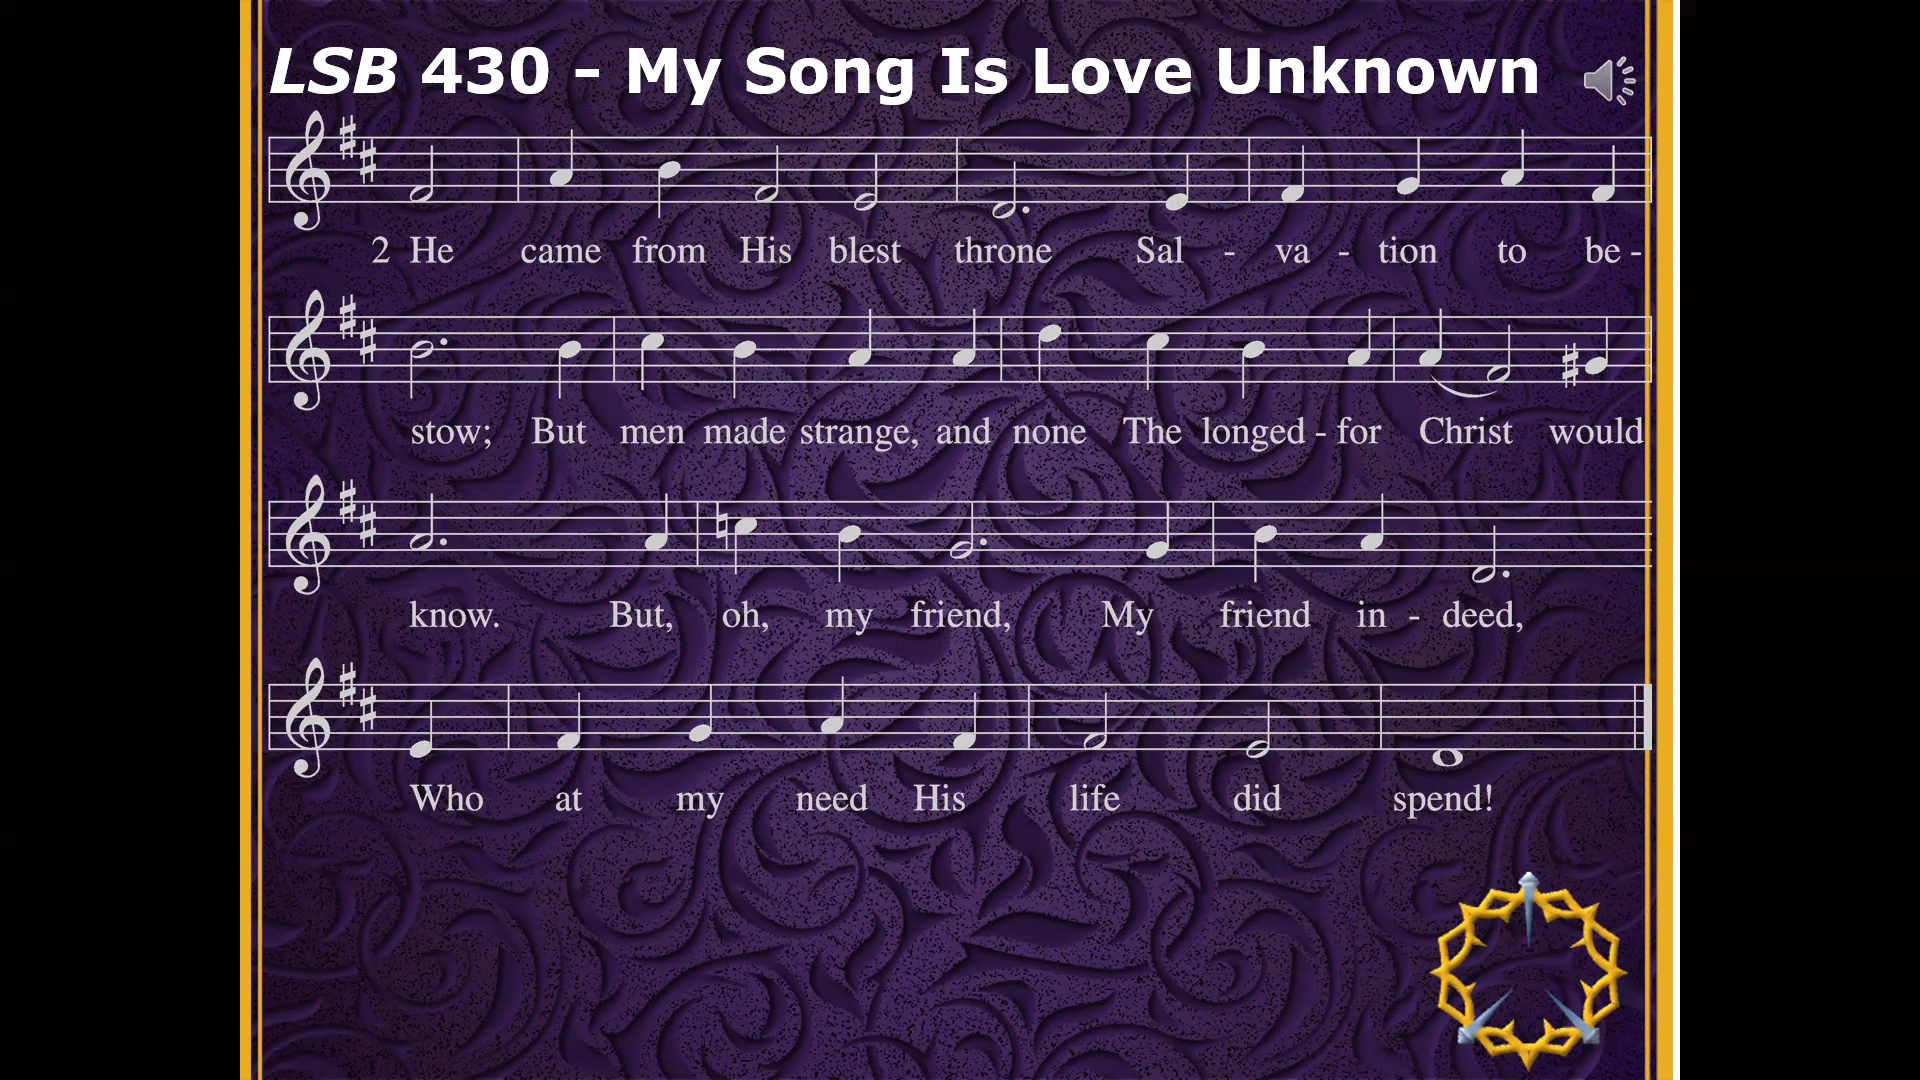 LSB 430 - My Song Is Love Unknown
2 He came from His blest throne Sal - va - tion to be -
stow; But men made strange, and none The longed - for Christ would
know. But, oh, my friend, My friend in - deed,
Who at my need His life did spend!